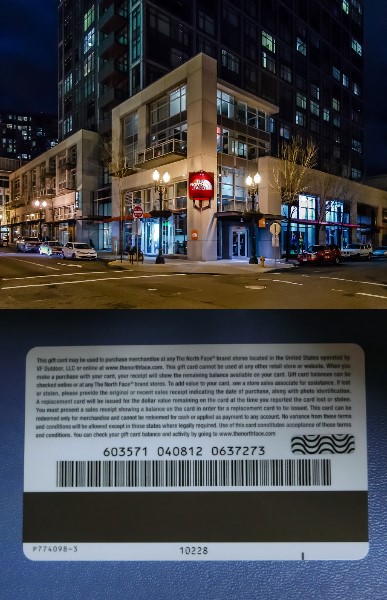 THE
NORTH
FACE
This gift card may be used to purchase merchandise at any The North Face® brand stores located in the United States operated by
VF Outdoor, LLC or online at www.thenorthface.com. This gift card cannot be used at any other retail store or website. When you
make a purchase with your card, your receipt will show the remaining balance available on your card. Gift card balances can be
checked online or at any The North Face® brand stores. To add value to your card, see a store sales associate for assistance. If lost
or stolen, please provide the original or recent sales receipt indicating the date of purchase, along with photo identification.
A replacement card will be issued for the dollar value remaining on the card at the time you reported the card lost or stolen.
You must present a sales receipt showing a balance on the card in order for a replacement card to be issued. This card can be
redeemed only for merchandise and cannot be redeemed for cash or applied as payment to any account. No variance from these terms
and conditions will be allowed except in those states where legally required. Use of this card constitutes acceptance of these terms
and conditions. You can check your gift card balance and activity by going to www.thenorthface.com.
603571 040812 0637273
P774098-3
10228